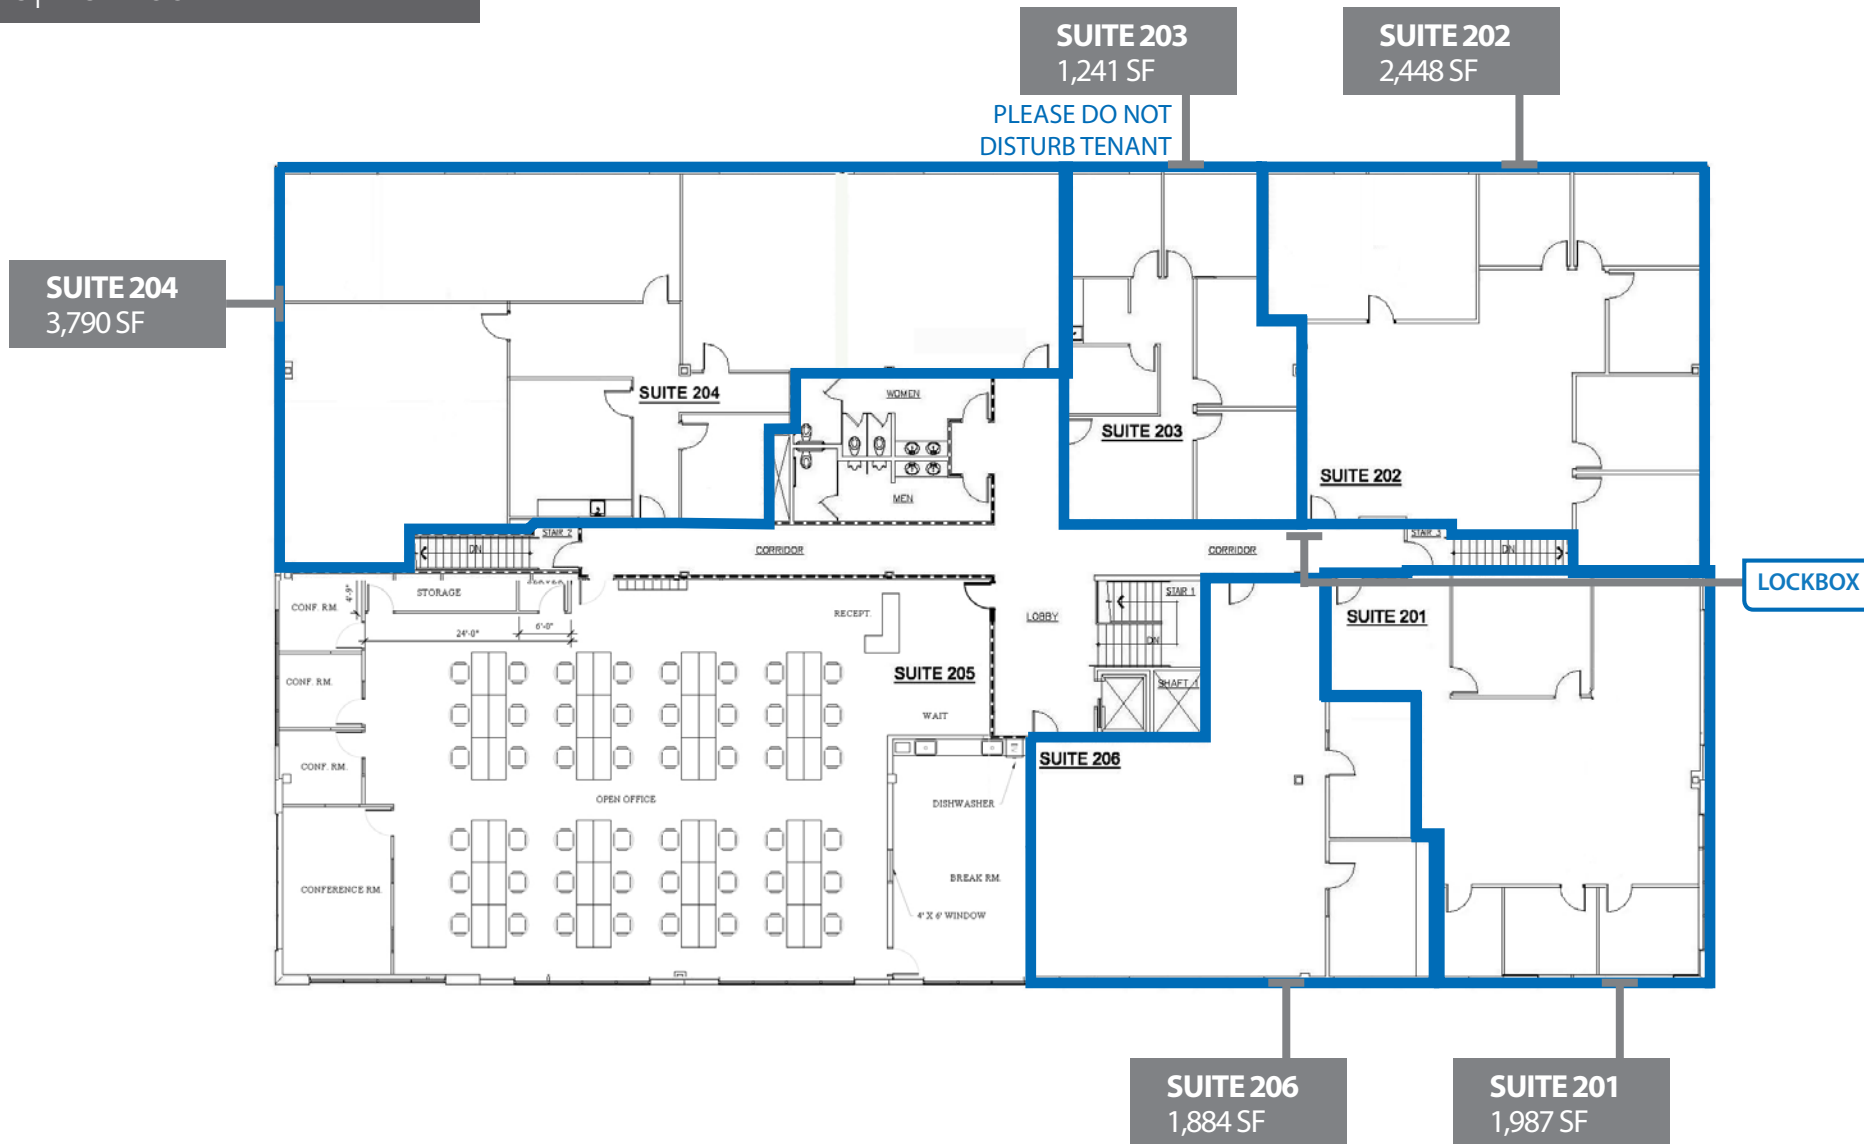 SUITE 203
1,241 SF
SUITE 202
2,448 SF
PLEASE DO NOT
DISTURB TENANT
SUITE 204
3,790 SF
SUITE 204
WOMEN
MEN
SUITE 203
SUITE 202
STAIR 2
DN
CORRIDOR
CORRIDOR
STAIR 3
DN
LOCKBOX
STORAGE
4'-9"
CONF. RM.
24'-0"
6'-0"
RECEPT.
LOBBY
STAIR 1
DN
SUITE 201
SUITE 205
CONF. RM.
SHAFT 1
WAIT
CONF. RM.
SUITE 206
OPEN OFFICE
DISHWASHER
BREAK RM.
CONFERENCE RM.
4' X 6' WINDOW
SUITE 206
1,884 SF
SUITE 201
1,987 SF